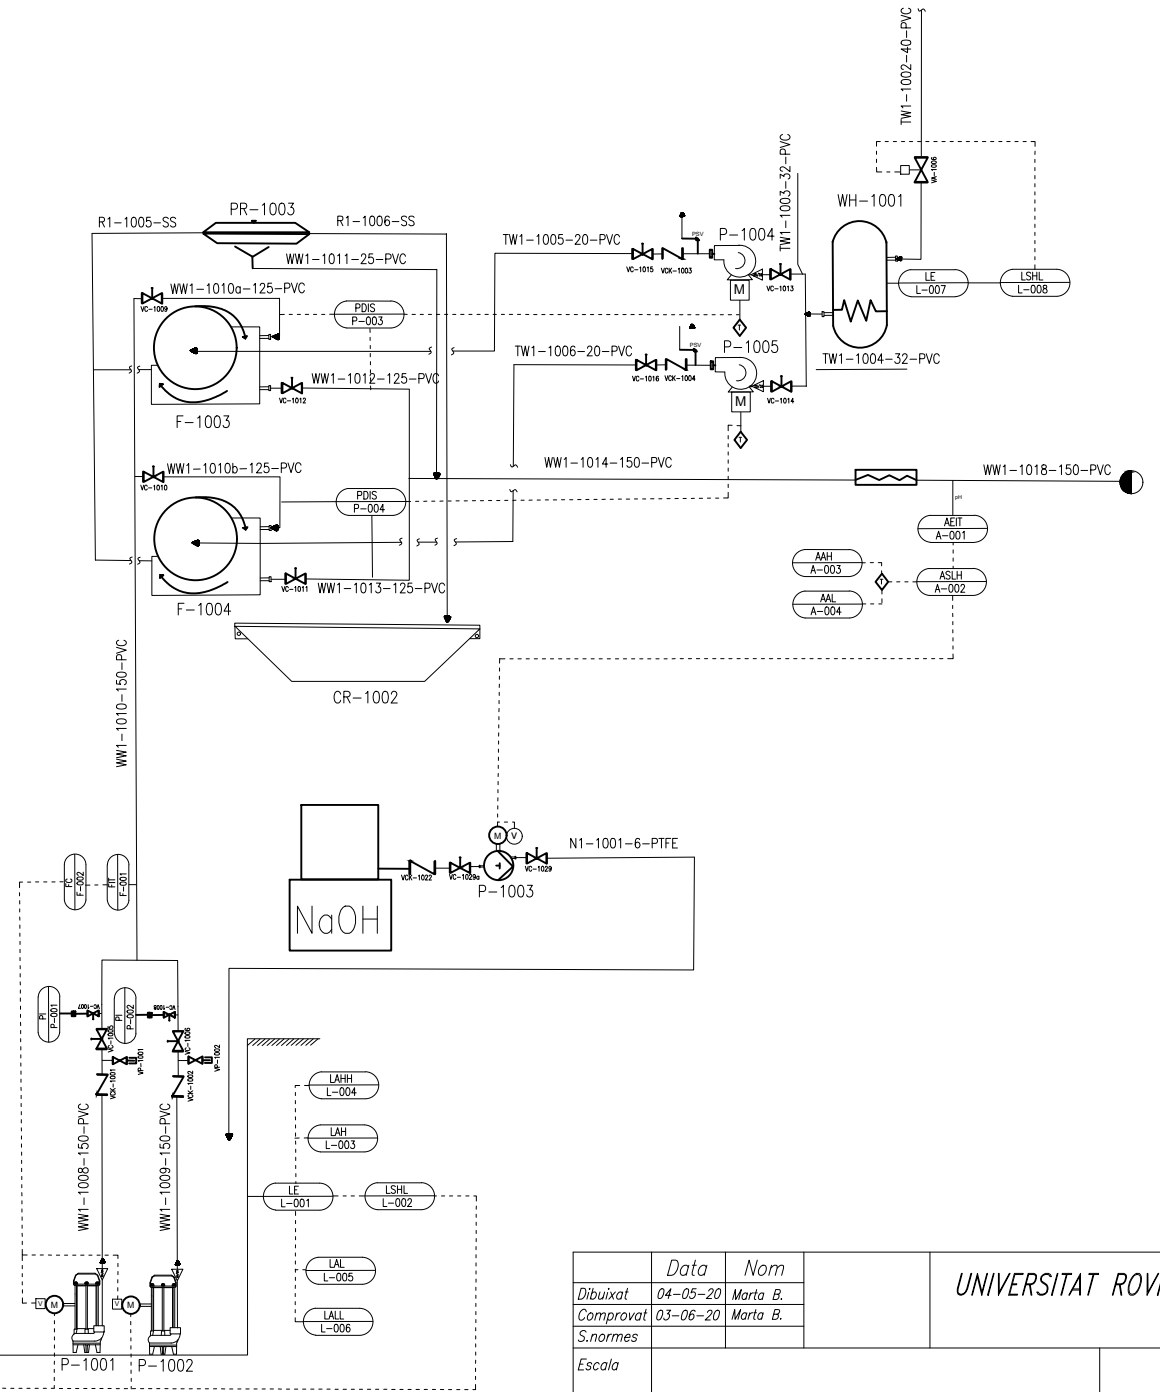 TW1-1002-40-PVC
VA-1006
TW1-1003-32-PVC
WH-1001
PR-1003
R1-1005-SS
R1-1006-SS
PSV
P-1004
TW1-1005-20-PVC
WW1-1011-25-PVC
VC-1015
VCK-1003
VC-1013
M
LE
L-007
LSHL
L-008
WW1-1010a-125-PVC
VC-1009
PDIS
P-003
T
PSV
P-1005
TW1-1006-20-PVC
TW1-1004-32-PVC
WW1-1012-125-PVC
VC-1012
VC-1016
VCK-1004
VC-1014
M
F-1003
T
WW1-1010b-125-PVC
WW1-1014-150-PVC
WW1-1018-150-PVC
VC-1010
PDIS
P-004
pH
AEIT
A-001
AAH
A-003
T
ASLH
A-002
AAL
A-004
VC-1011
WW1-1013-125-PVC
F-1004
WW1-1010-150-PVC
CR-1002
M
V
N1-1001-6-PTFE
VCK-1022
VC-1029a
VC-1029
P-1003
NaOH
FC
F-002
FIT
F-001
PI
P-001
VC-1007
PI
P-002
VC-1008
VC-1005
VC-1006
VP-1001
VP-1002
VCK-1001
VCK-1002
LAHH
L-004
LAH
L-003
WW1-1008-150-PVC
WW1-1009-150-PVC
LE
L-001
LSHL
L-002
LAL
L-005
LALL
L-006
V
M
V
M
P-1001
P-1002
Data
Nom
Dibuixat
04-05-20
Marta B.
Comprovat
03-06-20
Marta B.
S.normes
Escala
UNIVERSITAT ROVI